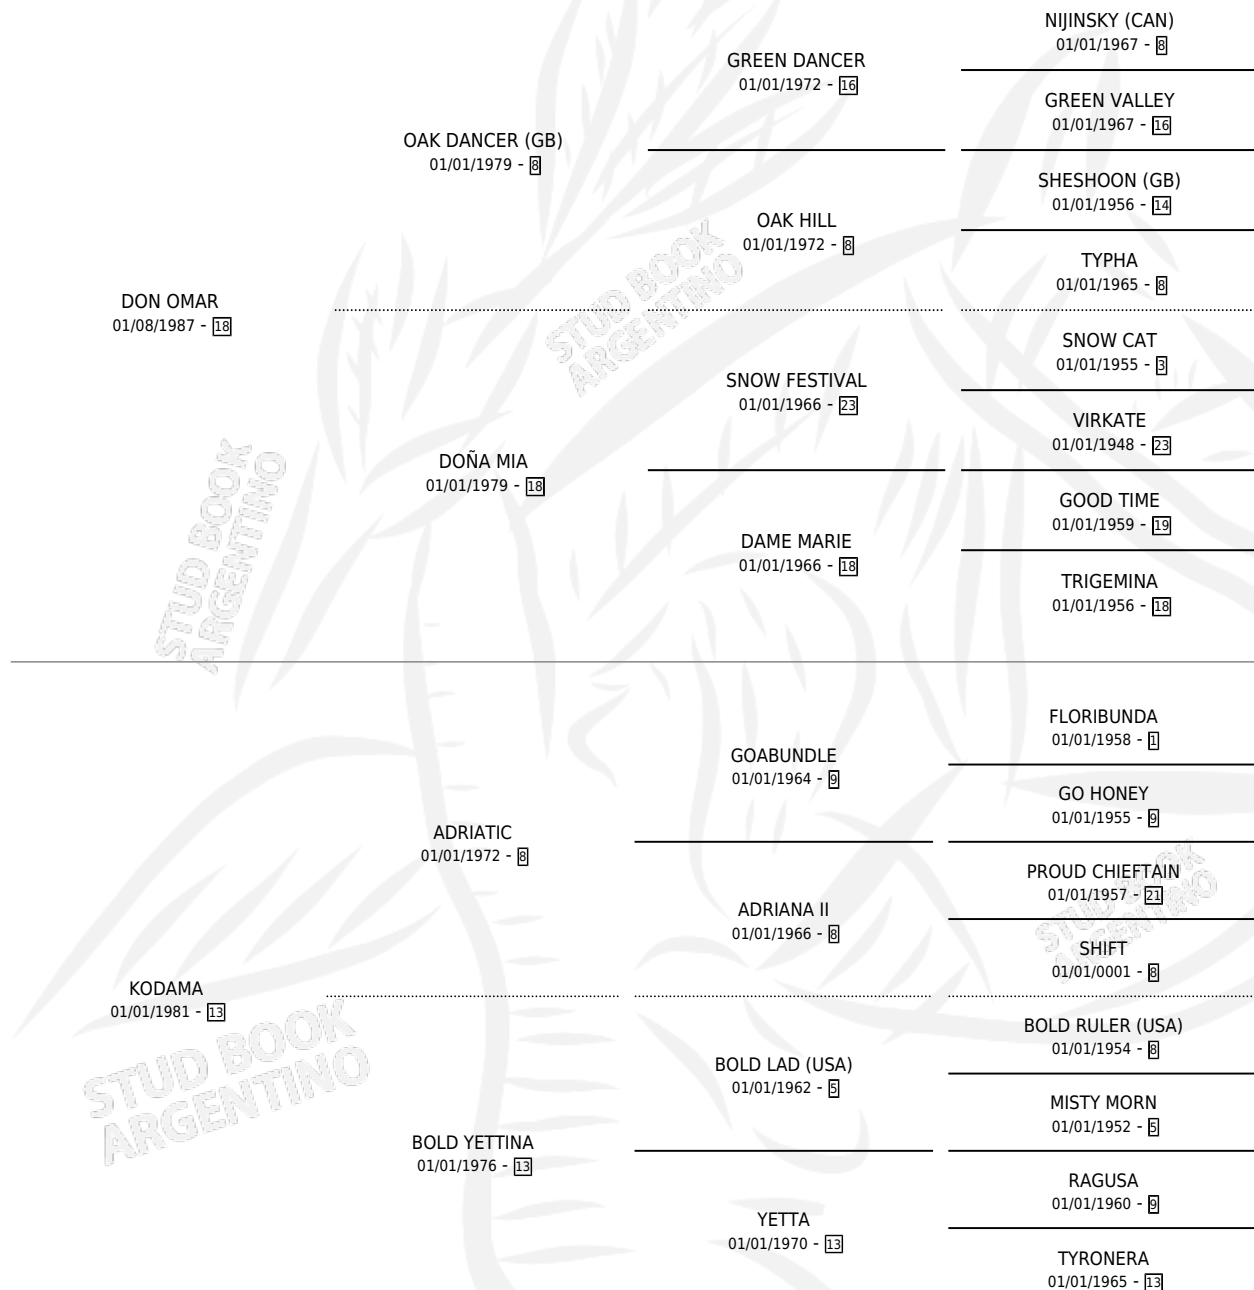 DON OMAR
01/08/1987 - 18
OAK DANCER (GB)
01/01/1979 - 8
GREEN DANCER
01/01/1972 - 16
NIJINSKY (CAN)
01/01/1967 - 8
GREEN VALLEY
01/01/1967 - 16
OAK HILL
01/01/1972 - 8
SHESHOON (GB)
01/01/1956 - 14
TYPHA
01/01/1965 - 8
DOÑA MIA
01/01/1979 - 18
SNOW FESTIVAL
01/01/1966 - 23
SNOW CAT
01/01/1955 - 3
VIRKATE
01/01/1948 - 23
DAME MARIE
01/01/1966 - 18
GOOD TIME
01/01/1959 - 19
TRIGEMINA
01/01/1956 - 18
KODAMA
01/01/1981 - 13
ADRIATIC
01/01/1972 - 8
GOABUNDLE
01/01/1964 - 9
FLORIBUNDA
01/01/1958 - 1
GO HONEY
01/01/1955 - 9
ADRIANA II
01/01/1966 - 8
PROUD CHIEFTAIN
01/01/1957 - 21
SHIFT
01/01/0001 - 8
BOLD YETTINA
01/01/1976 - 13
BOLD LAD (USA)
01/01/1962 - 5
BOLD RULER (USA)
01/01/1954 - 8
MISTY MORN
01/01/1952 - 5
YETTA
01/01/1970 - 13
RAGUSA
01/01/1960 - 9
TYRONERA
01/01/1965 - 13
STUD BOOK
ARGENTINO
STUD BOOK
ARGENTINO
STUD BOOK
ARGENTINO
STUD BOOK
ARGENTINO